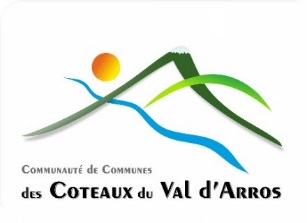 Communauté de Communes
des Coteaux du Val d'Arros